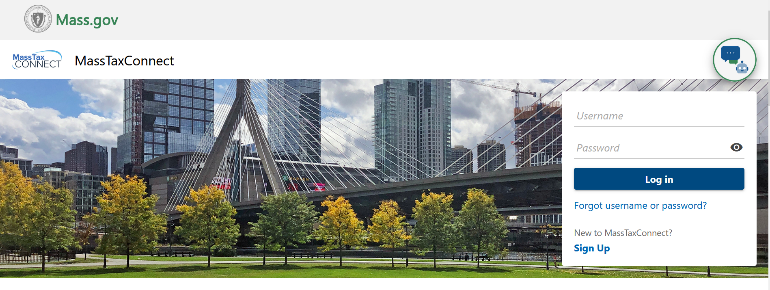 Mass.gov
MassTax
CONNECT
MassTaxConnect
Username
Password
Log in
Forgot username or password?
New to MassTaxConnect?
Sign Up